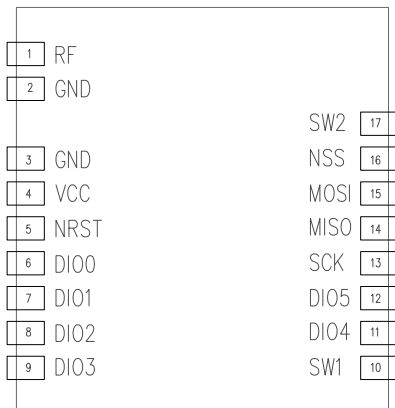 1 RF
2 GND
SW2 17
3 GND
NSS 16
4 VCC
MOSI 15
5 NRST
MISO 14
6 DIO0
SCK 13
7 DIO1
DIO5 12
8 DIO2
DIO4 11
9 DIO3
SW1 10